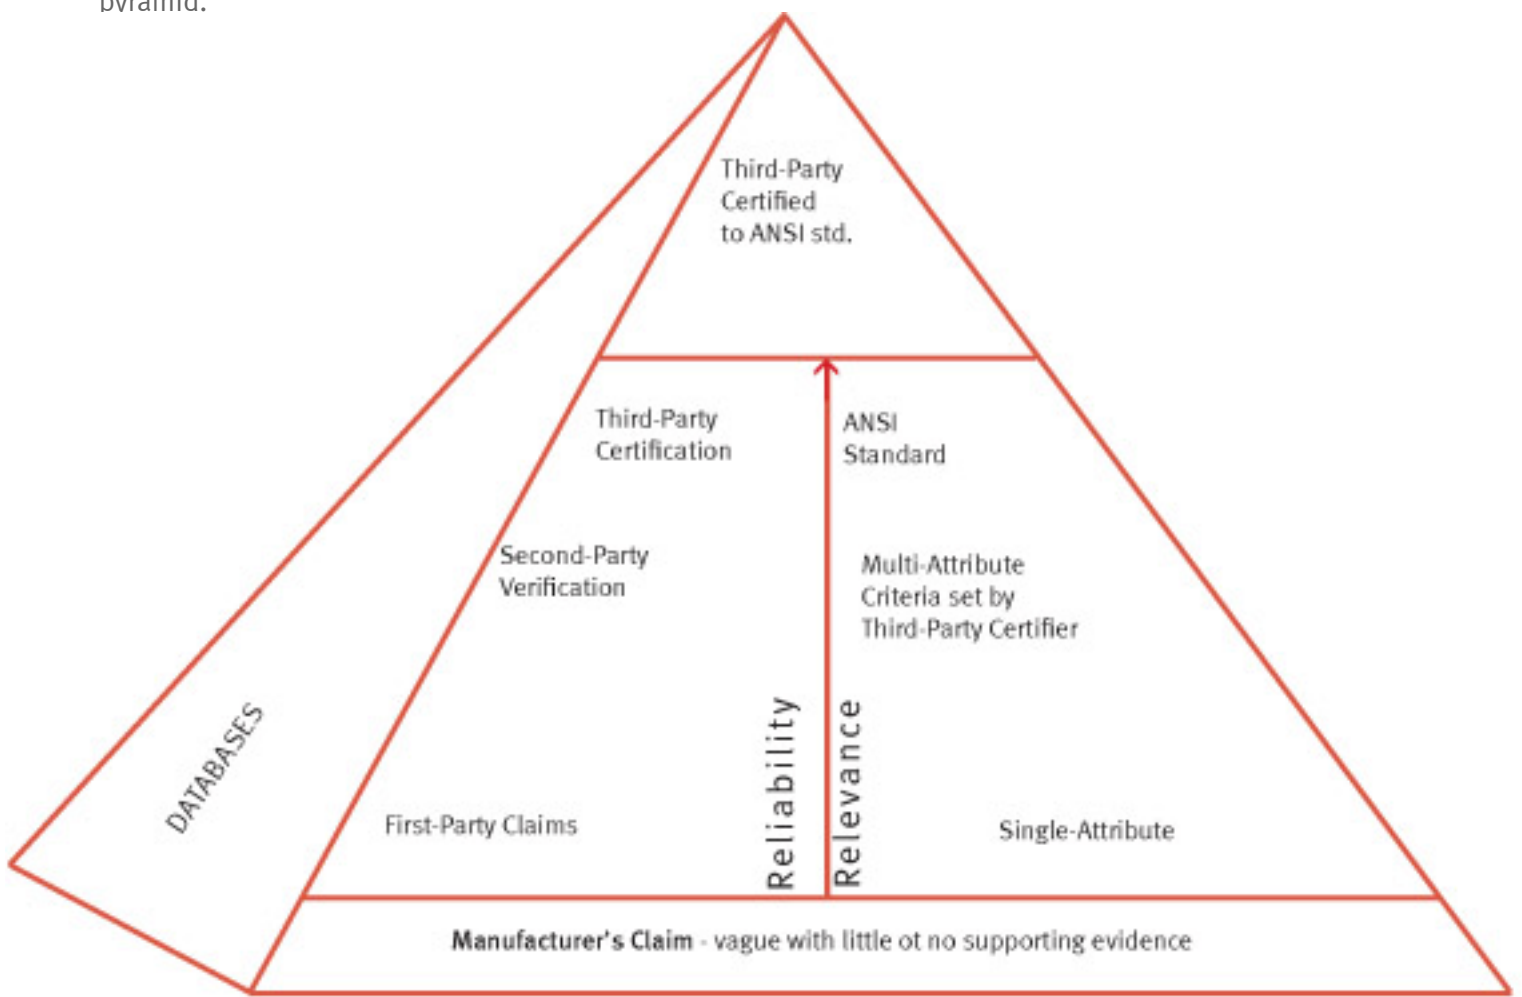 pyramid.
Third-Party
Certified
to ANSI std.
Third-Party
Certification
ANSI
Standard
Second-Party
Verification
Multi-Attribute
Criteria set by
Third-Party Certifier
Reliability
Relevance
DATABASES
First-Party Claims
Single-Attribute
Manufacturer's Claim - vague with little ot no supporting evidence